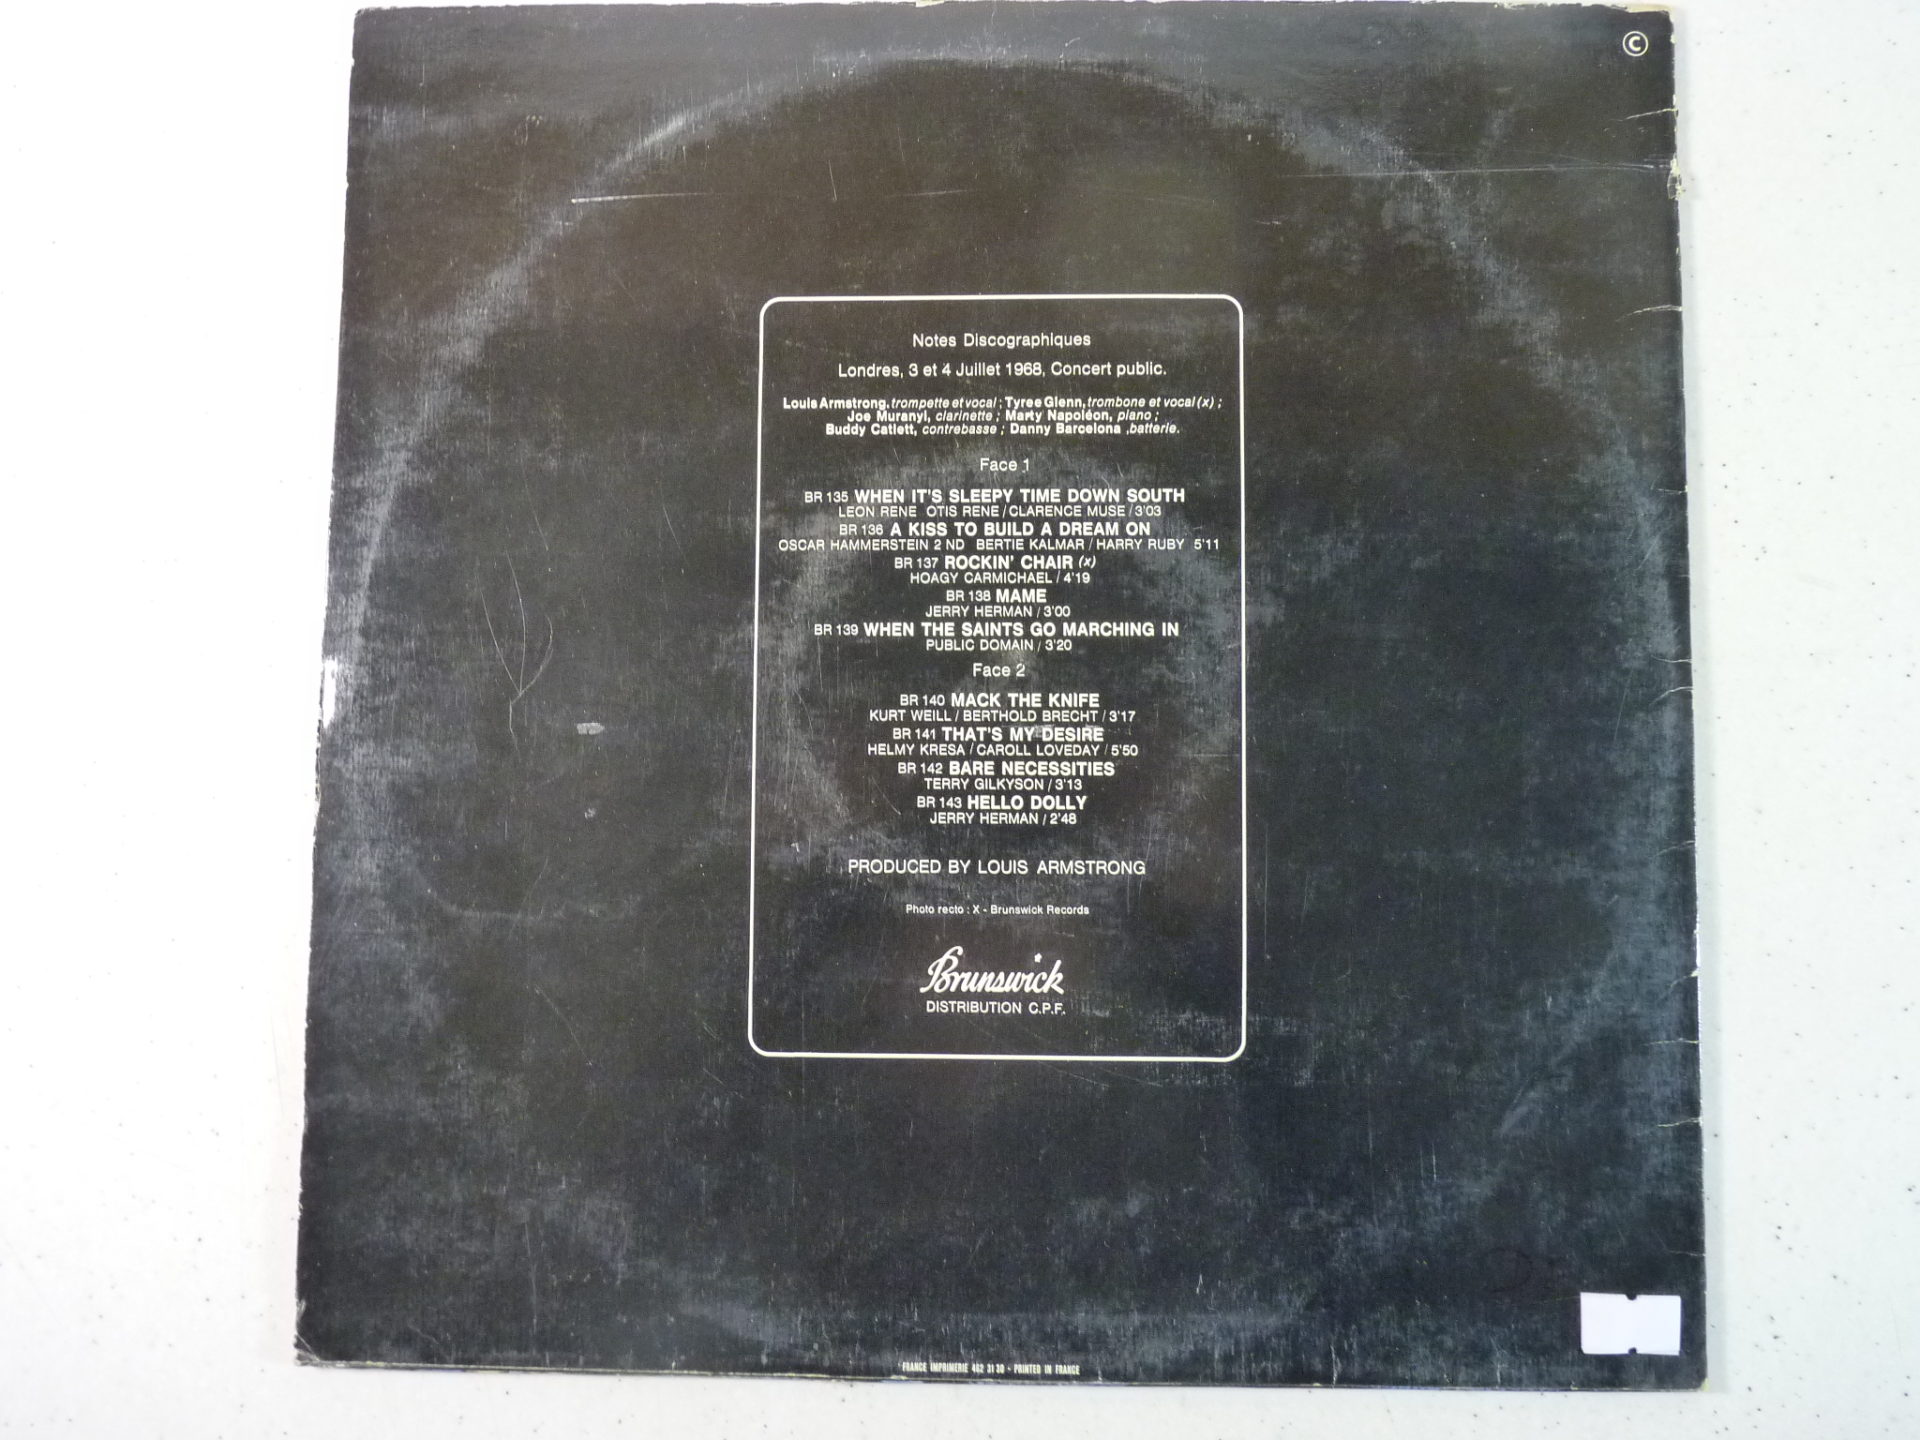 ©
Notes Discographiques
Londres, 3 et 4 Juillet 1968, Concert public.
Louis Armstrong, trompette et vocal ; Tyree Glenn, trombone et vocal (x) ;
Joe Muranyi, clarinette ; Marty Napoléon, piano ;
Buddy Catlett, contrebasse ; Danny Barcelona ,batterie.
Face 1
BR 135 WHEN IT'S SLEEPY TIME DOWN SOUTH
LEON RENE OTIS RENE / CLARENCE MUSE / 3'03
BR 136 A KISS TO BUILD A DREAM ON
OSCAR HAMMERSTEIN 2 ND BERTIE KALMAR / HARRY RUBY 5'11
BR 137 ROCKIN' CHAIR (x)
HOAGY CARMICHAEL / 4'19
BR 138 MAME
JERRY HERMAN / 3'00
BR 139 WHEN THE SAINTS GO MARCHING IN
PUBLIC DOMAIN / 3'20
Face 2
BR 140 MACK THE KNIFE
KURT WEILL / BERTHOLD BRECHT / 3'17
BR 141 THAT'S MY DESIRE
HELMY KRESA / CAROLL LOVEDAY / 5'50
BR 142 BARE NECESSITIES
TERRY GILKYSON / 3'13
BR 143 HELLO DOLLY
JERRY HERMAN / 2'48
PRODUCED BY LOUIS ARMSTRONG
Photo recto : X - Brunswick Records
Brunswick
DISTRIBUTION C.P.F.
FRANCE IMPRIMERIE 462 31 30 - PRINTED IN FRANCE